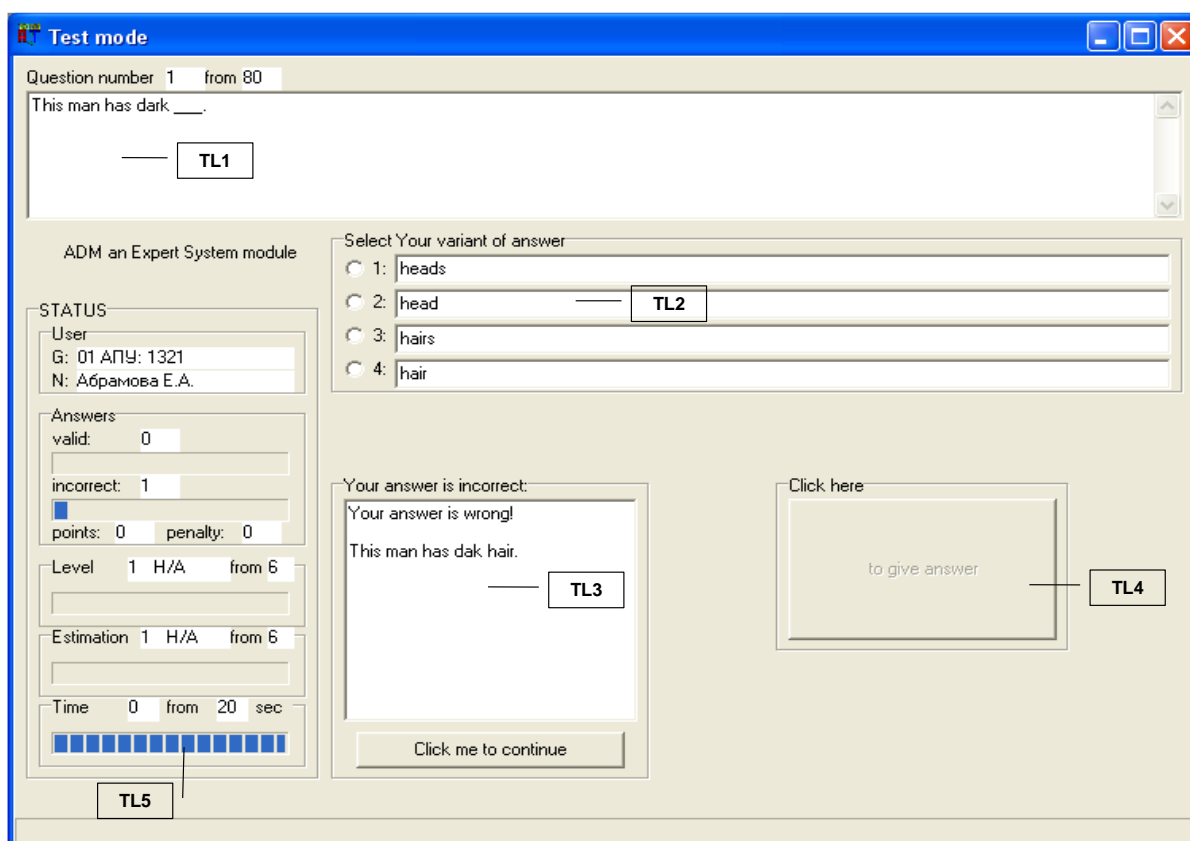 Test mode
Question number 1 from 80
This man has dark ___.
TL1
ADM an Expert System module
Select Your variant of answer
1: heads
2: head
TL2
3: hairs
4: hair
STATUS
User
G: 01 АПУ: 1321
N: Абрамова Е.А.
Answers
valid: 0
incorrect: 1
points: 0 penalty: 0
Level 1 H/A from 6
Estimation 1 H/A from 6
Time 0 from 20 sec
TL5
Your answer is incorrect:
Your answer is wrong!
This man has dak hair.
TL3
Click me to continue
Click here
to give answer
TL4